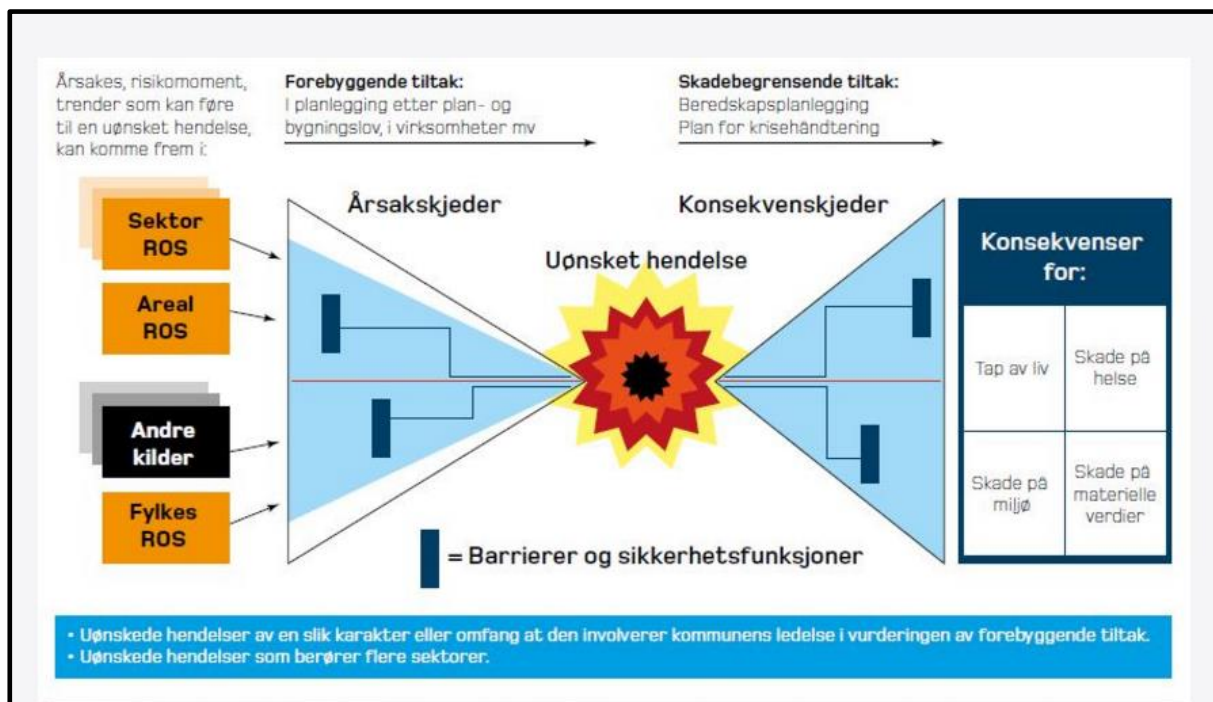 Årsakes, risikomoment,
trender som kan føre
til en uønsket hendelse,
kan komme frem i:
Forebyggende tiltak:
I planlegging etter plan- og
bygningslov, i virksomheter mv
Skadebegrensende tiltak:
Beredskapsplanlegging
Plan for krisehåndtering
Sektor
ROS
Areal
ROS
Andre
kilder
Fylkes
ROS
Årsakskjeder
Uønsket hendelse
Konsekvenskjeder
= Barrierer og sikkerhetsfunksjoner
Konsekvenser
for:
Tap av liv
Skade på
helse
Skade på
miljø
Skade på
materielle
verdier
• Uønskede hendelser av en slik karakter eller omfang at den involverer kommunens ledelse i vurderingen av forebyggende tiltak.
• Uønskede hendelser som berører flere sektorer.